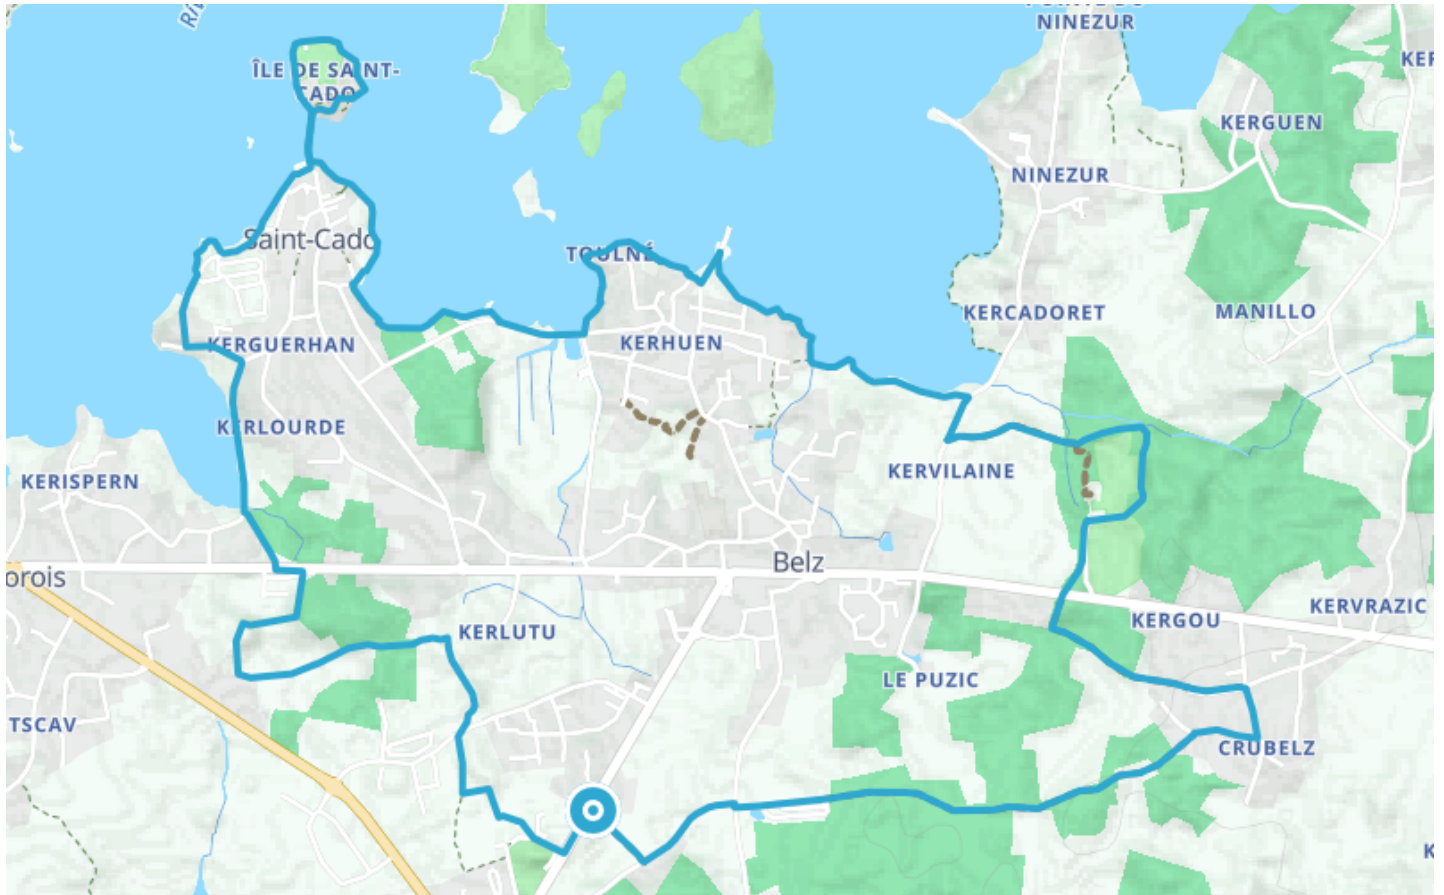 NINEZUR
ÎLE DE SAINT-
CADO
KERGUEN
NINEZUR
Saint-Cado
TOULNÉ
KERCADORET
MANILLO
KERGUERHAN
KERHUEN
KERLOURDE
KERISPERN
KERVILAINE
Belz
orois
KERVRAZIC
KERGOU
KERLUTU
LE PUZIC
TSCAV
CRUBELZ